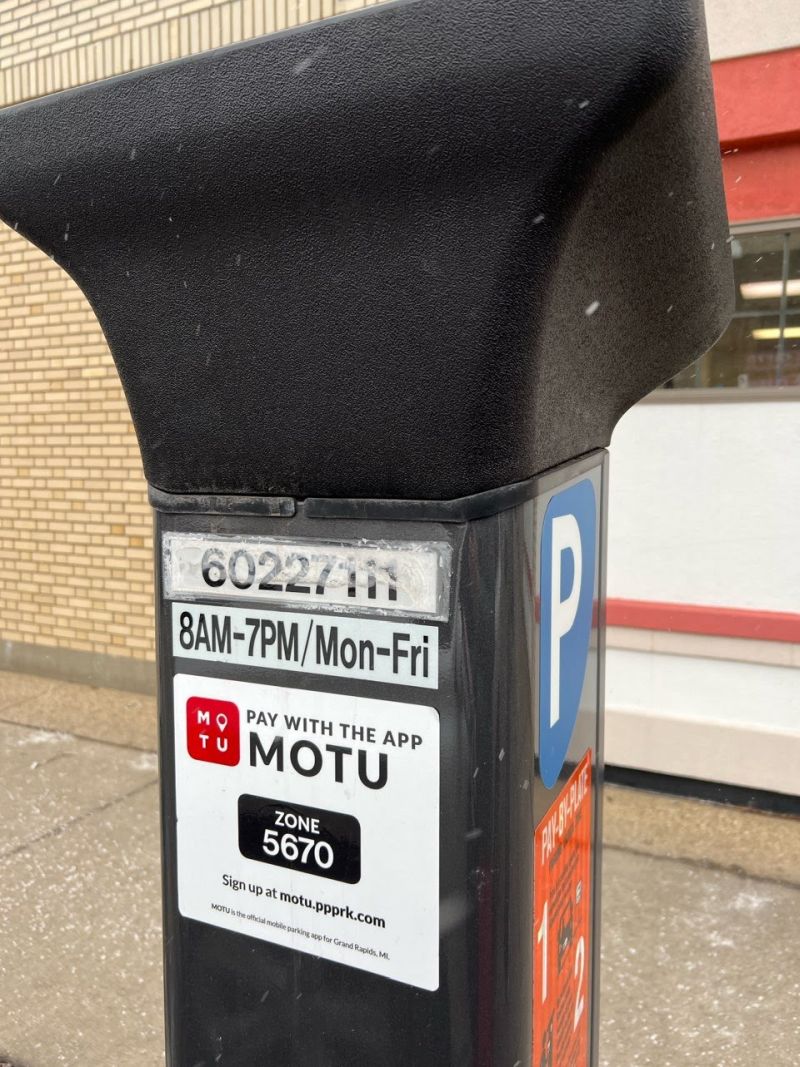 60227111
8AM-7PM/Mon-Fri
MOTU
PAY WITH THE APP
MOTU
ZONE
5670
Sign up at motu.ppprk.com
MOTU is the official mobile parking app for Grand Rapids, MI.
P
PAY-BY-PLATE
1
2